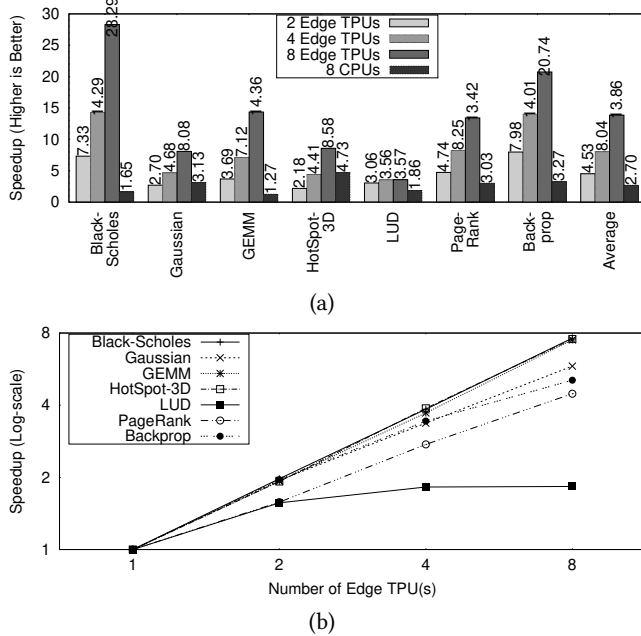 Speedup (Higher is Better)
30
25
20
15
10
5
0
2 Edge TPUs
4 Edge TPUs
8 Edge TPUs
8 CPUs
7.33
14.29
28.29
1.65
2.70
4.68
8.08
3.13
3.69
7.12
4.36
1.27
2.18
4.41
8.58
4.73
3.06
3.56
3.57
1.86
4.74
8.25
3.42
3.03
7.98
14.01
20.74
3.27
4.53
8.04
3.86
2.70
Black-
Scholes
Gaussian
GEMM
HotSpot-
3D
LUD
Page-
Rank
Back-
prop
Average
(a)
Speedup (Log-scale)
8
4
2
1
Black-Scholes
Gaussian
GEMM
HotSpot-3D
LUD
PageRank
Backprop
1
2
4
8
Number of Edge TPU(s)
(b)